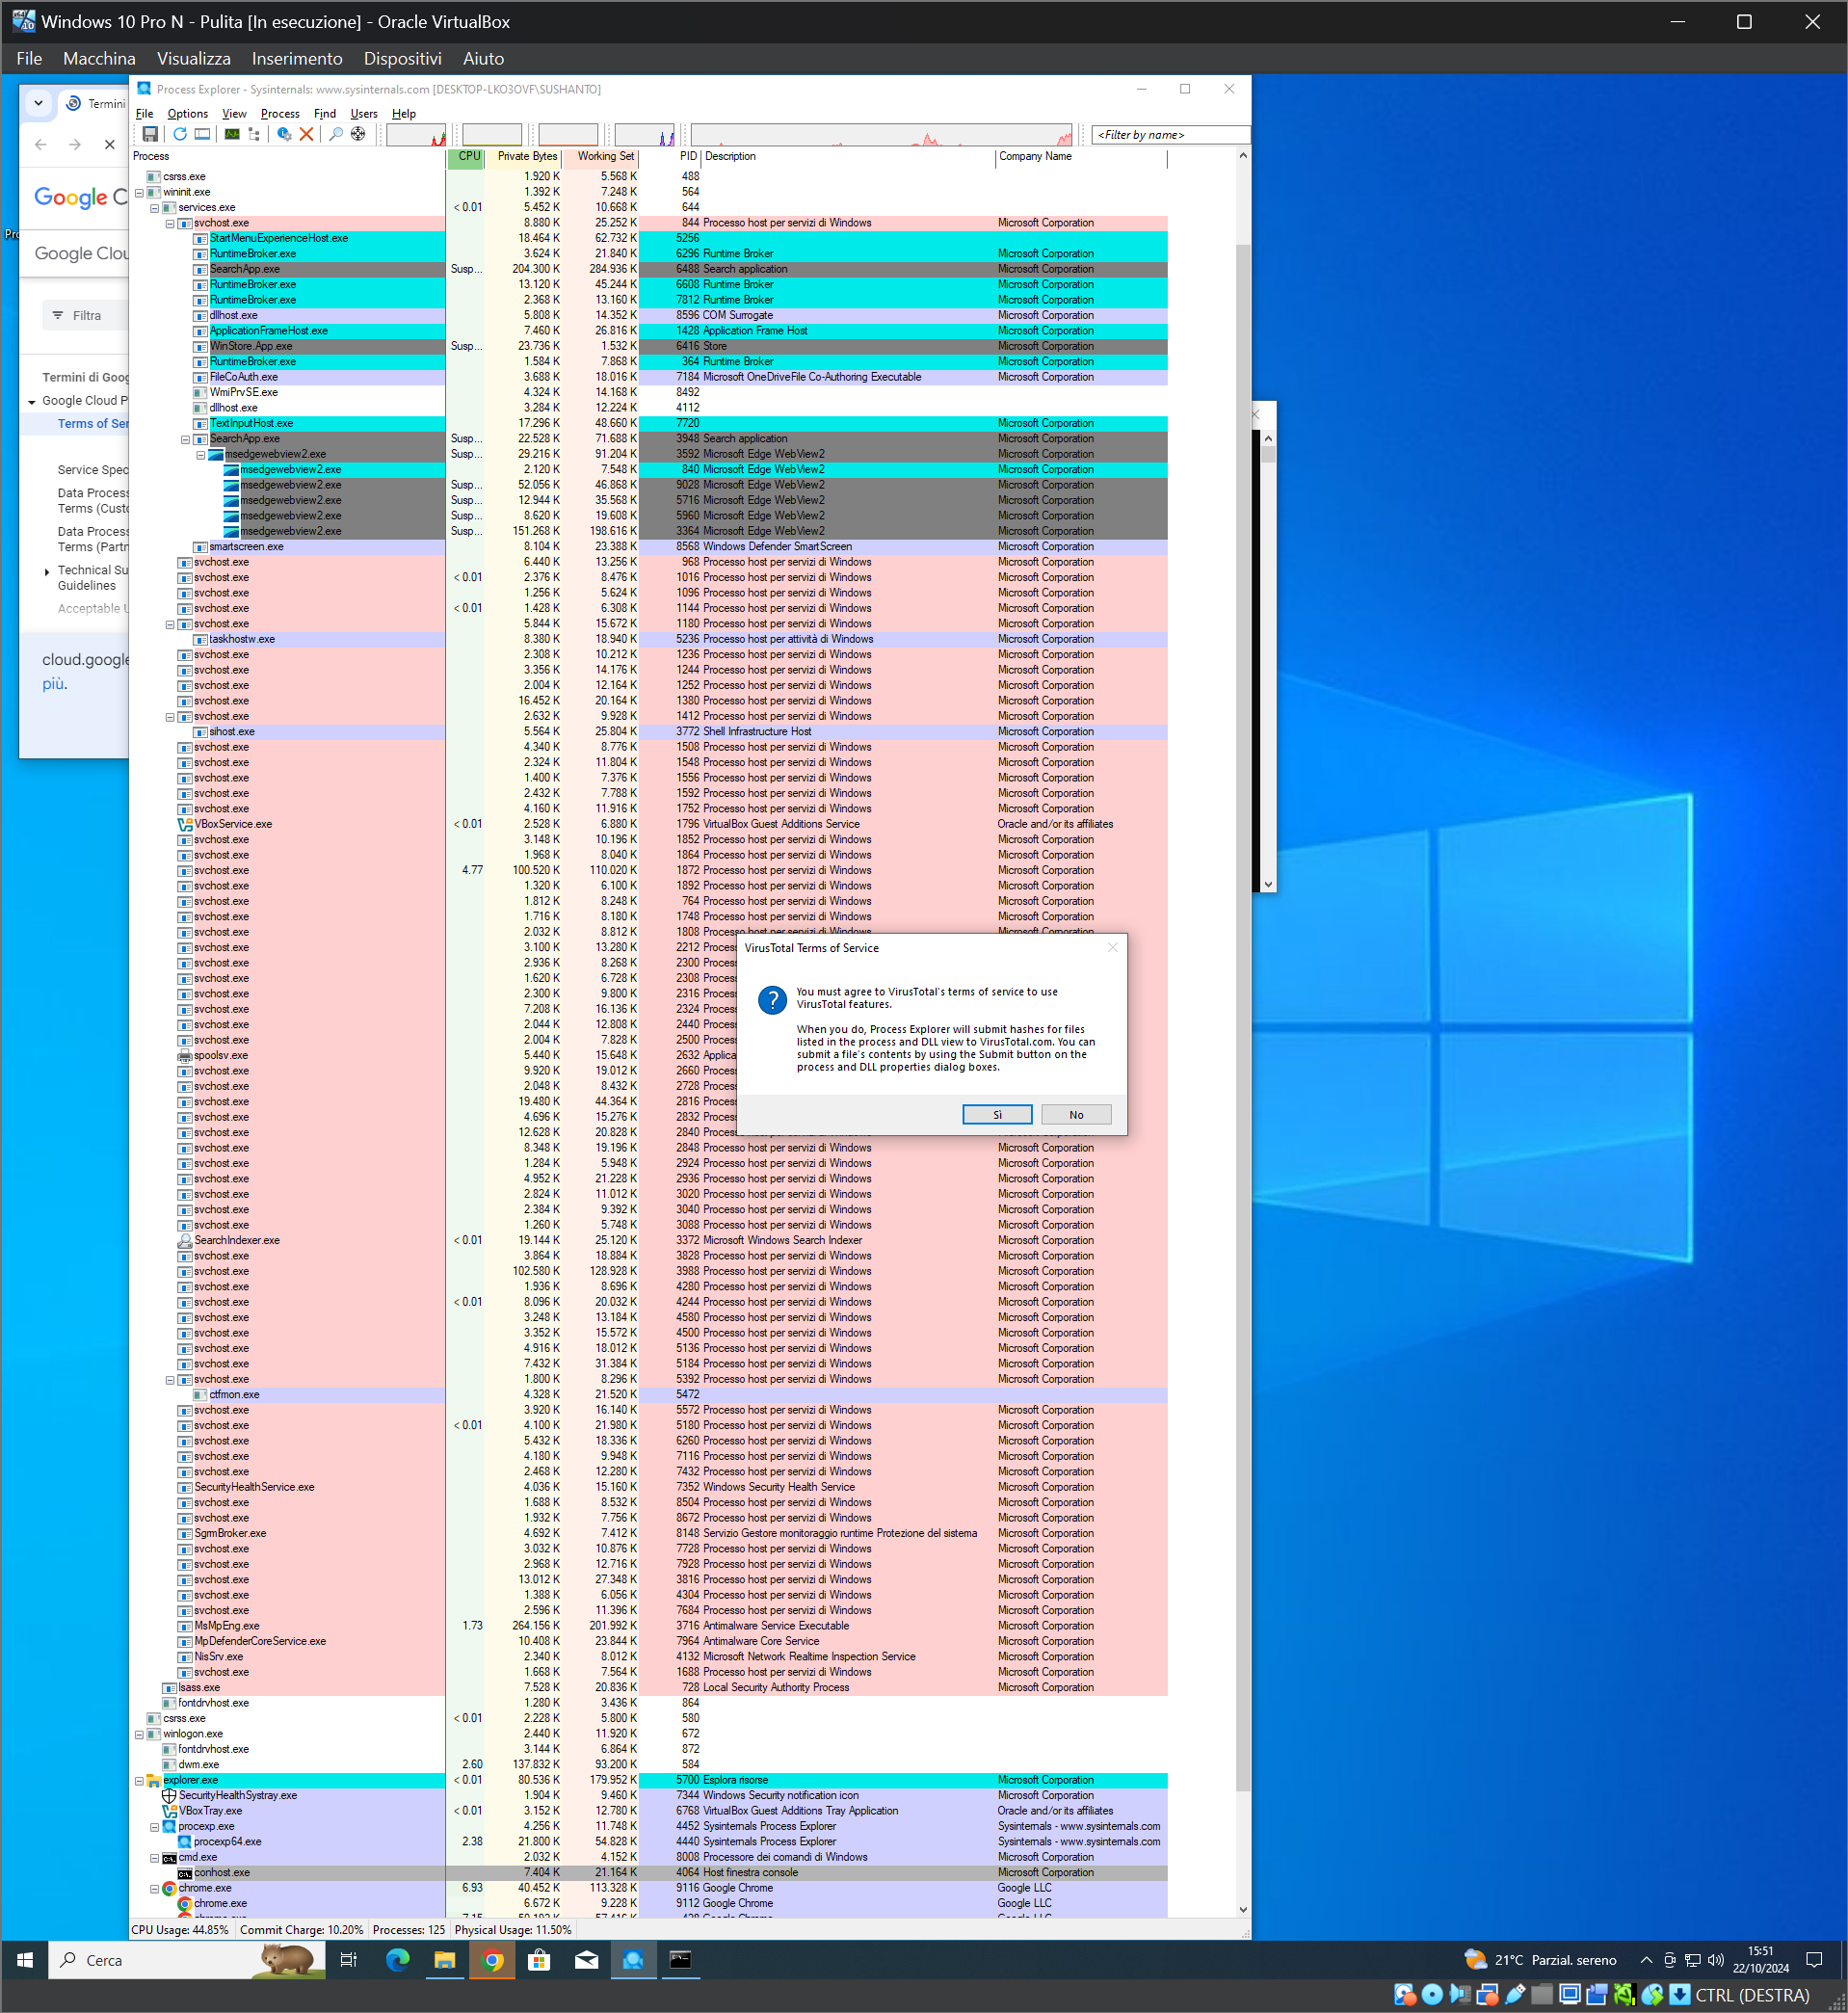 Windows 10 Pro N - Pulita [In esecuzione] - Oracle VirtualBox
File Macchina Visualizza Inserimento Dispositivi Aiuto
Termini
Google C
Google Clou
Filtra
Termini di Goog
Google Cloud P
Terms of Ser
Service Spec
Data Process
Terms (Custo
Data Process
Terms (Partn
Technical Su
Guidelines
Acceptable U
cloud.google
più.
Process Explorer - Sysinternals: www.sysinternals.com [DESKTOP-LKO3OVF\SUSHANTO]
File Options View Process Find Users Help
<Filter by name>
Process CPU Private Bytes Working Set PID Description Company Name
csrss.exe 1.920 K 5.568 K 488
wininit.exe 1.392 K 7.248 K 564
services.exe < 0.01 5.452 K 10.668 K 644
svchost.exe 8.880 K 25.252 K 844 Processo host per servizi di Windows Microsoft Corporation
StartMenuExperienceHost.exe 18.464 K 62.732 K 5256
RuntimeBroker.exe 3.624 K 21.840 K 6296 Runtime Broker Microsoft Corporation
SearchApp.exe Susp... 204.300 K 284.936 K 6488 Search application Microsoft Corporation
RuntimeBroker.exe 13.120 K 45.244 K 6608 Runtime Broker Microsoft Corporation
RuntimeBroker.exe 2.368 K 13.160 K 7812 Runtime Broker Microsoft Corporation
dllhost.exe 5.808 K 14.352 K 8596 COM Surrogate Microsoft Corporation
ApplicationFrameHost.exe 7.460 K 26.816 K 1428 Application Frame Host Microsoft Corporation
WinStore.App.exe Susp... 23.736 K 1.532 K 6416 Store Microsoft Corporation
RuntimeBroker.exe 1.584 K 7.868 K 364 Runtime Broker Microsoft Corporation
FileCoAuth.exe 3.688 K 18.016 K 7184 Microsoft OneDriveFile Co-Authoring Executable Microsoft Corporation
WmiPrvSE.exe 4.324 K 14.168 K 8492
dllhost.exe 3.284 K 12.224 K 4112
TextInputHost.exe 17.296 K 48.660 K 7720 Microsoft Corporation
SearchApp.exe Susp... 22.528 K 71.688 K 3948 Search application Microsoft Corporation
msedgewebview2.exe Susp... 29.216 K 91.204 K 3592 Microsoft Edge WebView2 Microsoft Corporation
msedgewebview2.exe 2.120 K 7.548 K 840 Microsoft Edge WebView2 Microsoft Corporation
msedgewebview2.exe Susp... 52.056 K 46.868 K 9028 Microsoft Edge WebView2 Microsoft Corporation
msedgewebview2.exe Susp... 12.944 K 35.568 K 5716 Microsoft Edge WebView2 Microsoft Corporation
msedgewebview2.exe Susp... 8.620 K 19.608 K 5960 Microsoft Edge WebView2 Microsoft Corporation
msedgewebview2.exe Susp... 151.268 K 198.616 K 3364 Microsoft Edge WebView2 Microsoft Corporation
smartscreen.exe 8.104 K 23.388 K 8568 Windows Defender SmartScreen Microsoft Corporation
svchost.exe 6.440 K 13.256 K 968 Processo host per servizi di Windows Microsoft Corporation
svchost.exe < 0.01 2.376 K 8.476 K 1016 Processo host per servizi di Windows Microsoft Corporation
svchost.exe 1.256 K 5.624 K 1096 Processo host per servizi di Windows Microsoft Corporation
svchost.exe < 0.01 1.428 K 6.308 K 1144 Processo host per servizi di Windows Microsoft Corporation
svchost.exe 5.844 K 15.672 K 1180 Processo host per servizi di Windows Microsoft Corporation
taskhostw.exe 8.380 K 18.940 K 5236 Processo host per attività di Windows Microsoft Corporation
svchost.exe 2.308 K 10.212 K 1236 Processo host per servizi di Windows Microsoft Corporation
svchost.exe 3.356 K 14.176 K 1244 Processo host per servizi di Windows Microsoft Corporation
svchost.exe 2.004 K 12.164 K 1252 Processo host per servizi di Windows Microsoft Corporation
svchost.exe 16.452 K 20.164 K 1380 Processo host per servizi di Windows Microsoft Corporation
svchost.exe 2.632 K 9.928 K 1412 Processo host per servizi di Windows Microsoft Corporation
sihost.exe 5.564 K 25.804 K 3772 Shell Infrastructure Host Microsoft Corporation
svchost.exe 4.340 K 8.776 K 1508 Processo host per servizi di Windows Microsoft Corporation
svchost.exe 2.324 K 11.804 K 1548 Processo host per servizi di Windows Microsoft Corporation
svchost.exe 1.400 K 7.376 K 1556 Processo host per servizi di Windows Microsoft Corporation
svchost.exe 2.432 K 7.788 K 1592 Processo host per servizi di Windows Microsoft Corporation
svchost.exe 4.160 K 11.916 K 1752 Processo host per servizi di Windows Microsoft Corporation
VBoxService.exe < 0.01 2.528 K 6.880 K 1796 VirtualBox Guest Additions Service Oracle and/or its affiliates
svchost.exe 3.148 K 10.196 K 1852 Processo host per servizi di Windows Microsoft Corporation
svchost.exe 1.968 K 8.040 K 1864 Processo host per servizi di Windows Microsoft Corporation
svchost.exe 4.77 100.520 K 110.020 K 1872 Processo host per servizi di Windows Microsoft Corporation
svchost.exe 1.320 K 6.100 K 1892 Processo host per servizi di Windows Microsoft Corporation
svchost.exe 1.812 K 8.248 K 764 Processo host per servizi di Windows Microsoft Corporation
svchost.exe 1.716 K 8.180 K 1748 Processo host per servizi di Windows Microsoft Corporation
svchost.exe 2.032 K 8.812 K 1808 Processo host per servizi di Windows Microsoft Corporation
svchost.exe 3.100 K 13.280 K 2212 Process
svchost.exe 2.936 K 8.268 K 2300 Process
svchost.exe 1.620 K 6.728 K 2308 Process
svchost.exe 2.300 K 9.800 K 2316 Process
svchost.exe 7.208 K 16.136 K 2324 Process
svchost.exe 2.044 K 12.808 K 2440 Process
svchost.exe 2.004 K 7.828 K 2500 Process
spoolsv.exe 5.440 K 15.648 K 2632 Applica
svchost.exe 9.920 K 19.012 K 2660 Process
svchost.exe 2.048 K 8.432 K 2728 Process
svchost.exe 19.480 K 44.364 K 2816 Process
svchost.exe 4.696 K 15.276 K 2832 Process
svchost.exe 12.628 K 20.828 K 2840 Processo host per servizi di Windows Microsoft Corporation
svchost.exe 8.348 K 19.196 K 2848 Processo host per servizi di Windows Microsoft Corporation
svchost.exe 1.284 K 5.948 K 2924 Processo host per servizi di Windows Microsoft Corporation
svchost.exe 4.952 K 21.228 K 2936 Processo host per servizi di Windows Microsoft Corporation
svchost.exe 2.824 K 11.012 K 3020 Processo host per servizi di Windows Microsoft Corporation
svchost.exe 2.384 K 9.392 K 3040 Processo host per servizi di Windows Microsoft Corporation
svchost.exe 1.260 K 5.748 K 3088 Processo host per servizi di Windows Microsoft Corporation
SearchIndexer.exe < 0.01 19.144 K 25.120 K 3372 Microsoft Windows Search Indexer Microsoft Corporation
svchost.exe 3.864 K 18.884 K 3828 Processo host per servizi di Windows Microsoft Corporation
svchost.exe 102.580 K 128.928 K 3988 Processo host per servizi di Windows Microsoft Corporation
svchost.exe 1.936 K 8.696 K 4280 Processo host per servizi di Windows Microsoft Corporation
svchost.exe < 0.01 8.096 K 20.032 K 4244 Processo host per servizi di Windows Microsoft Corporation
svchost.exe 3.248 K 13.184 K 4580 Processo host per servizi di Windows Microsoft Corporation
svchost.exe 3.352 K 15.572 K 4500 Processo host per servizi di Windows Microsoft Corporation
svchost.exe 4.916 K 18.012 K 5136 Processo host per servizi di Windows Microsoft Corporation
svchost.exe 7.432 K 31.384 K 5184 Processo host per servizi di Windows Microsoft Corporation
svchost.exe 1.800 K 8.296 K 5392 Processo host per servizi di Windows Microsoft Corporation
ctfmon.exe 4.328 K 21.520 K 5472
svchost.exe 3.920 K 16.140 K 5572 Processo host per servizi di Windows Microsoft Corporation
svchost.exe < 0.01 4.100 K 21.980 K 5180 Processo host per servizi di Windows Microsoft Corporation
svchost.exe 5.432 K 18.336 K 6260 Processo host per servizi di Windows Microsoft Corporation
svchost.exe 4.180 K 9.948 K 7116 Processo host per servizi di Windows Microsoft Corporation
svchost.exe 2.468 K 12.280 K 7432 Processo host per servizi di Windows Microsoft Corporation
SecurityHealthService.exe 4.036 K 15.160 K 7352 Windows Security Health Service Microsoft Corporation
svchost.exe 1.688 K 8.532 K 8504 Processo host per servizi di Windows Microsoft Corporation
svchost.exe 1.932 K 7.756 K 8672 Processo host per servizi di Windows Microsoft Corporation
SgrmBroker.exe 4.692 K 7.412 K 8148 Servizio Gestore monitoraggio runtime Protezione del sistema Microsoft Corporation
svchost.exe 3.032 K 10.876 K 7728 Processo host per servizi di Windows Microsoft Corporation
svchost.exe 2.968 K 12.716 K 7928 Processo host per servizi di Windows Microsoft Corporation
svchost.exe 13.012 K 27.348 K 3816 Processo host per servizi di Windows Microsoft Corporation
svchost.exe 1.388 K 6.056 K 4304 Processo host per servizi di Windows Microsoft Corporation
svchost.exe 2.596 K 11.396 K 7684 Processo host per servizi di Windows Microsoft Corporation
MsMpEng.exe 1.73 264.156 K 201.992 K 3716 Antimalware Service Executable Microsoft Corporation
MpDefenderCoreService.exe 10.408 K 23.844 K 7964 Antimalware Core Service Microsoft Corporation
NisSrv.exe 2.340 K 8.012 K 4132 Microsoft Network Realtime Inspection Service Microsoft Corporation
svchost.exe 1.668 K 7.564 K 1688 Processo host per servizi di Windows Microsoft Corporation
lsass.exe 7.528 K 20.836 K 728 Local Security Authority Process Microsoft Corporation
fontdrvhost.exe 1.280 K 3.436 K 864
csrss.exe < 0.01 2.228 K 5.800 K 580
winlogon.exe 2.440 K 11.920 K 672
fontdrvhost.exe 3.144 K 6.864 K 872
dwm.exe 2.60 137.832 K 93.200 K 584
explorer.exe < 0.01 80.536 K 179.952 K 5700 Esplora risorse Microsoft Corporation
SecurityHealthSystray.exe 1.904 K 9.460 K 7344 Windows Security notification icon Microsoft Corporation
VBoxTray.exe < 0.01 3.152 K 12.780 K 6768 VirtualBox Guest Additions Tray Application Oracle and/or its affiliates
procexp.exe 4.256 K 11.748 K 4452 Sysinternals Process Explorer Sysinternals - www.sysinternals.com
procexp64.exe 2.38 21.800 K 54.828 K 4440 Sysinternals Process Explorer Sysinternals - www.sysinternals.com
cmd.exe 2.032 K 4.152 K 8008 Processore dei comandi di Windows Microsoft Corporation
conhost.exe 7.404 K 21.164 K 4064 Host finestra console Microsoft Corporation
chrome.exe 6.93 40.452 K 113.328 K 9116 Google Chrome Google LLC
chrome.exe 6.672 K 9.228 K 9112 Google Chrome Google LLC
CPU Usage: 44.85% Commit Charge: 10.20% Processes: 125 Physical Usage: 11.50%
VirusTotal Terms of Service
You must agree to VirusTotal's terms of service to use
VirusTotal features.
When you do, Process Explorer will submit hashes for files
listed in the process and DLL view to VirusTotal.com. You can
submit a file's contents by using the Submit button on the
process and DLL properties dialog boxes.
Sì No
Cerca
21°C Parzial. sereno
15:51
22/10/2024
CTRL (DESTRA)